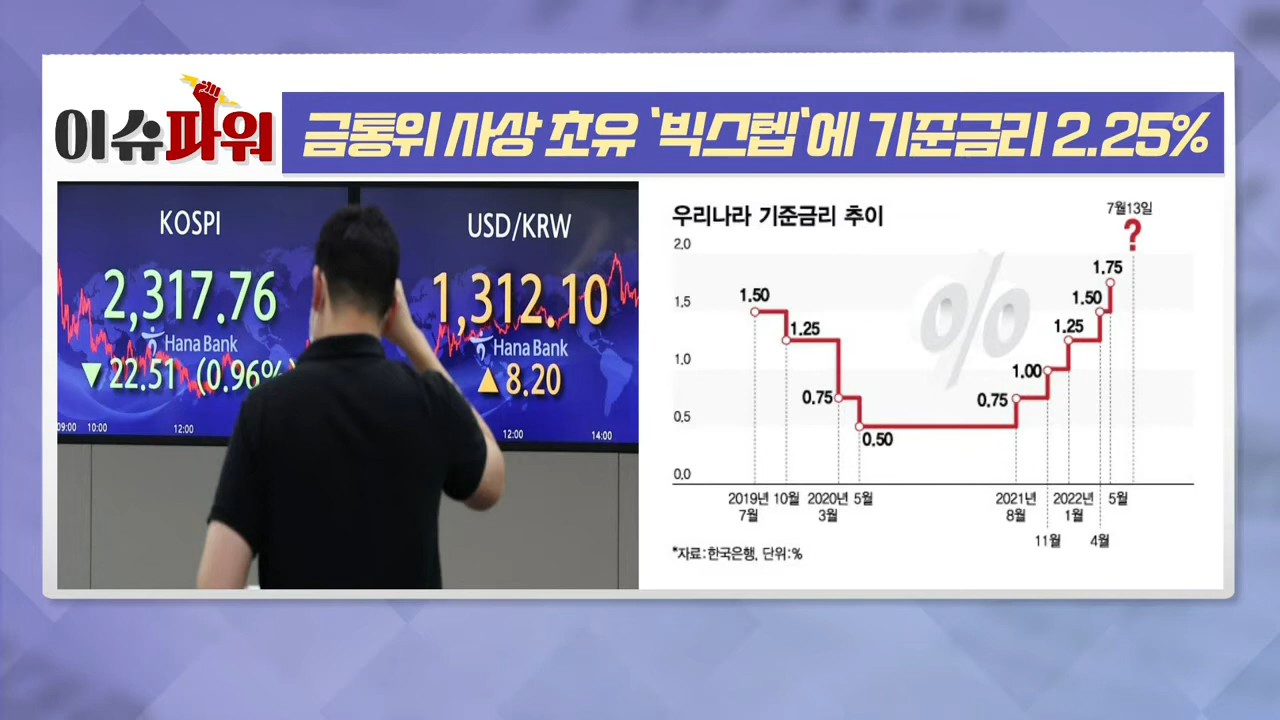 이슈파워
금통위 사상 초유 '빅스텝'에 기준금리 2.25%
KOSPI
2,317.76
Hana Bank
▼ 22.51 (0.96%
09:00 10:00 12:00
USD/KRW
1,312.10
Hana Bank
▲ 8.20
12:00 14:00
우리나라 기준금리 추이
7월13일
?
2.0
1.5
1.0
0.5
0.0
%
1.50
1.25
0.75
0.50
0.75
1.00
1.25
1.50
1.75
2019년 7월
10월
2020년 3월
5월
2021년 8월
11월
2022년 1월
4월
5월
*자료:한국은행, 단위:%